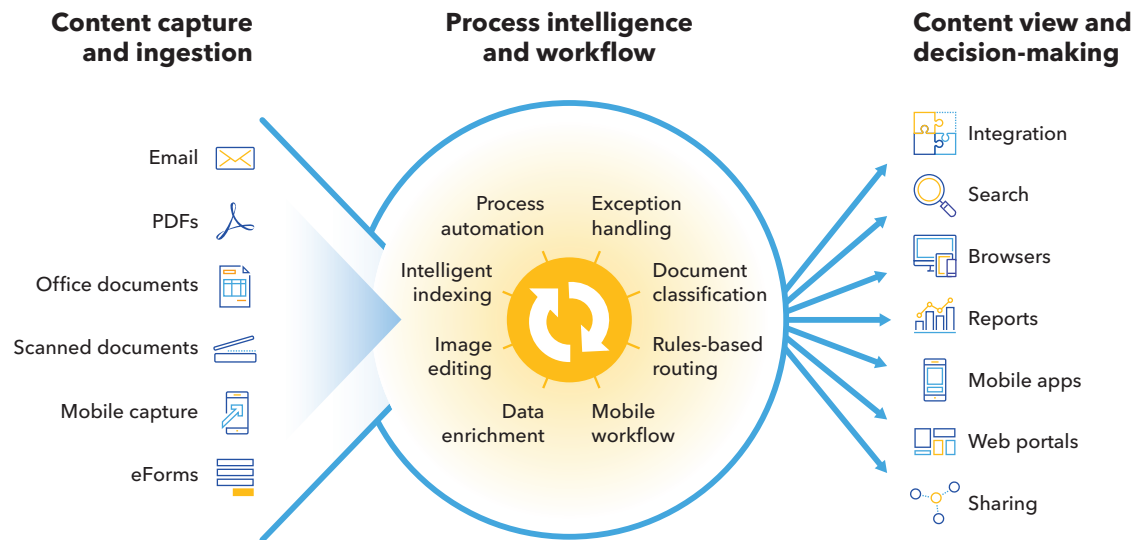 Content capture
and ingestion
Process intelligence
and workflow
Content view and
decision-making
Email
PDFs
Office documents
Scanned documents
Mobile capture
eForms
Process
automation
Exception
handling
Intelligent
indexing
Document
classification
Image
editing
Rules-based
routing
Data
enrichment
Mobile
workflow
Integration
Search
Browsers
Reports
Mobile apps
Web portals
Sharing